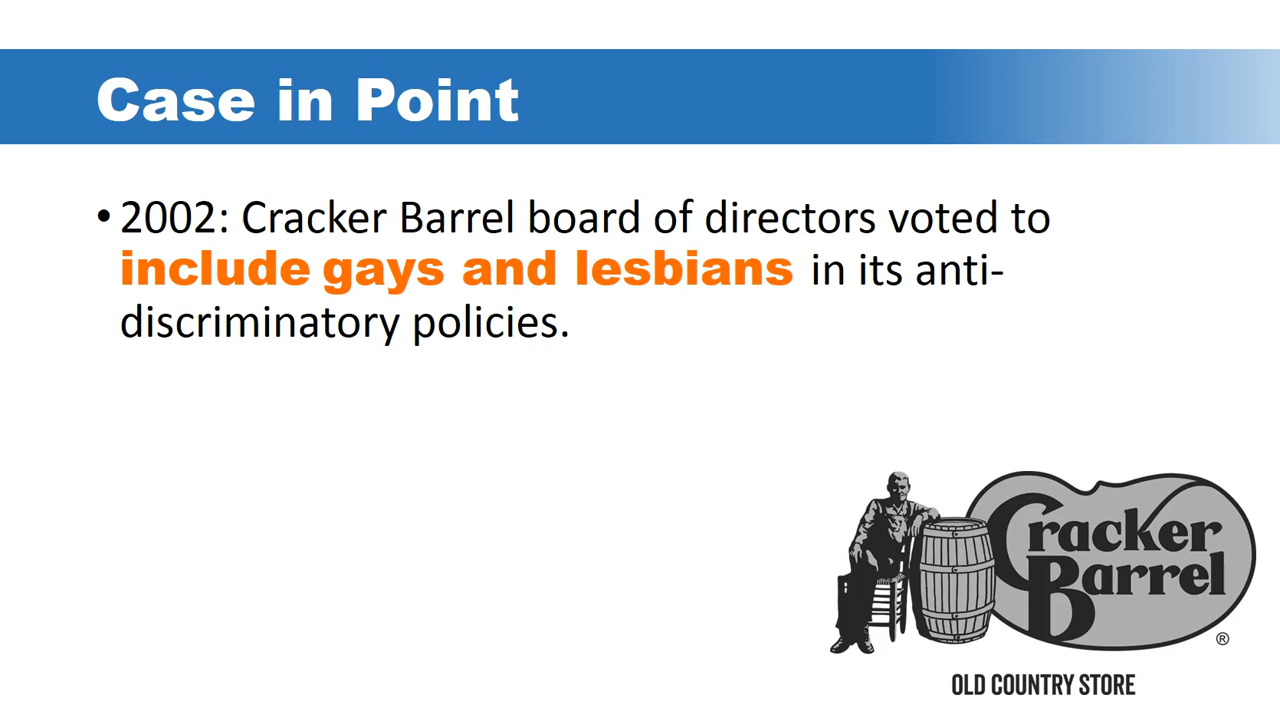 Case in Point
• 2002: Cracker Barrel board of directors voted to
include gays and lesbians in its anti-
discriminatory policies.
Cracker
Barrel
®
OLD COUNTRY STORE